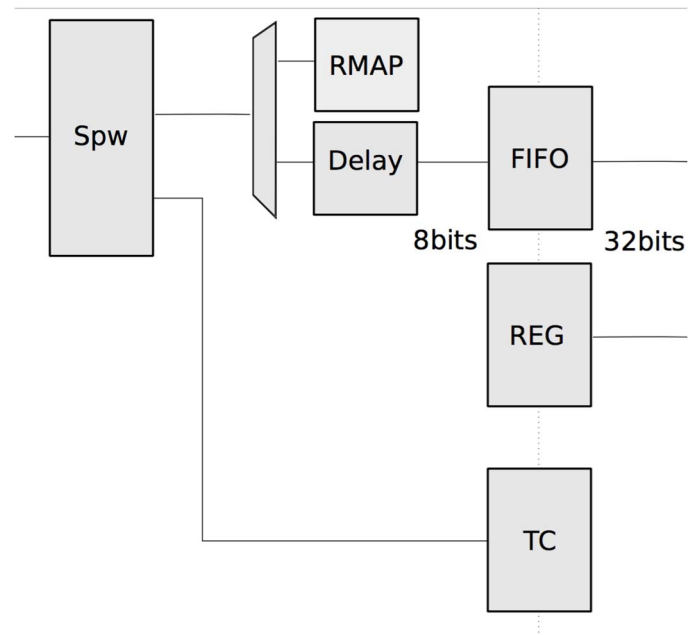 Spw
RMAP
Delay
FIFO
8bits
32bits
REG
TC